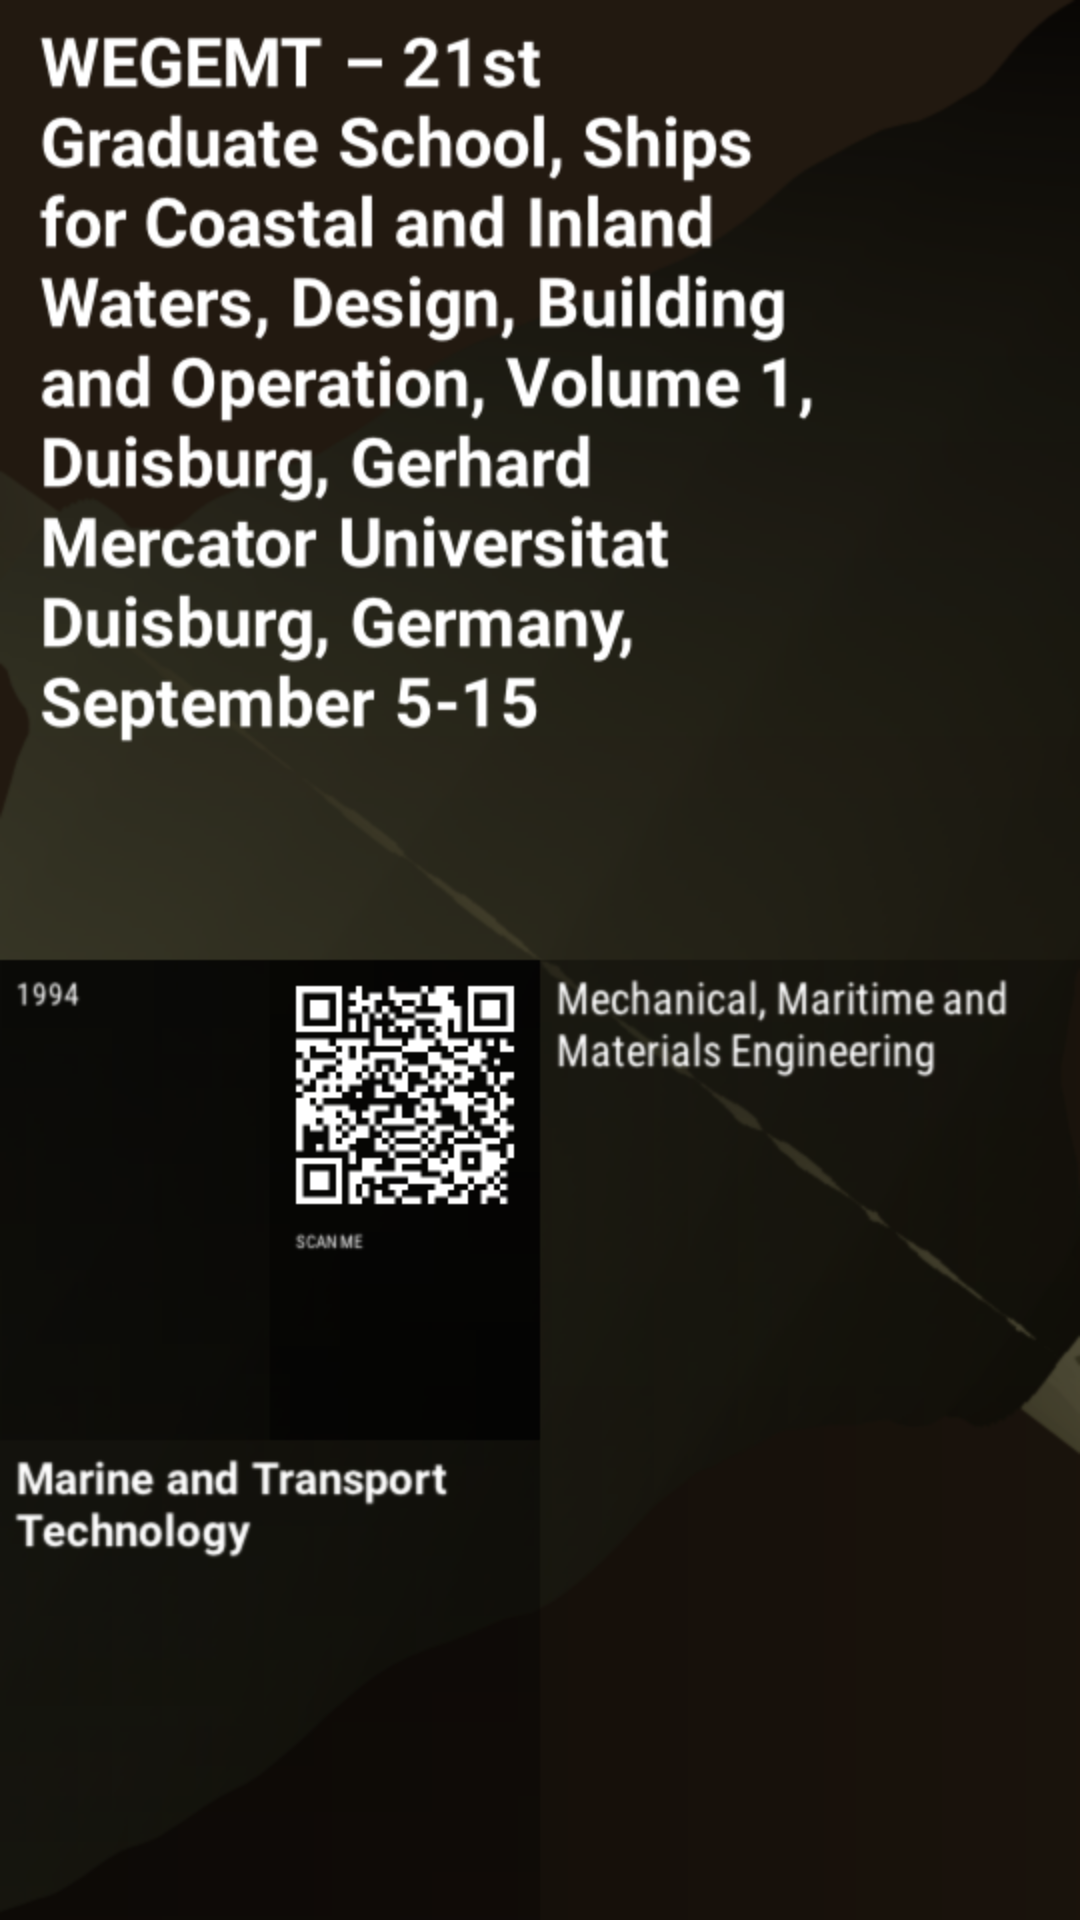 WEGEMT – 21st
Graduate School, Ships
for Coastal and Inland
Waters, Design, Building
and Operation, Volume 1,
Duisburg, Gerhard
Mercator Universitat
Duisburg, Germany,
September 5-15
1994
SCAN ME
Mechanical, Maritime and
Materials Engineering
Marine and Transport
Technology